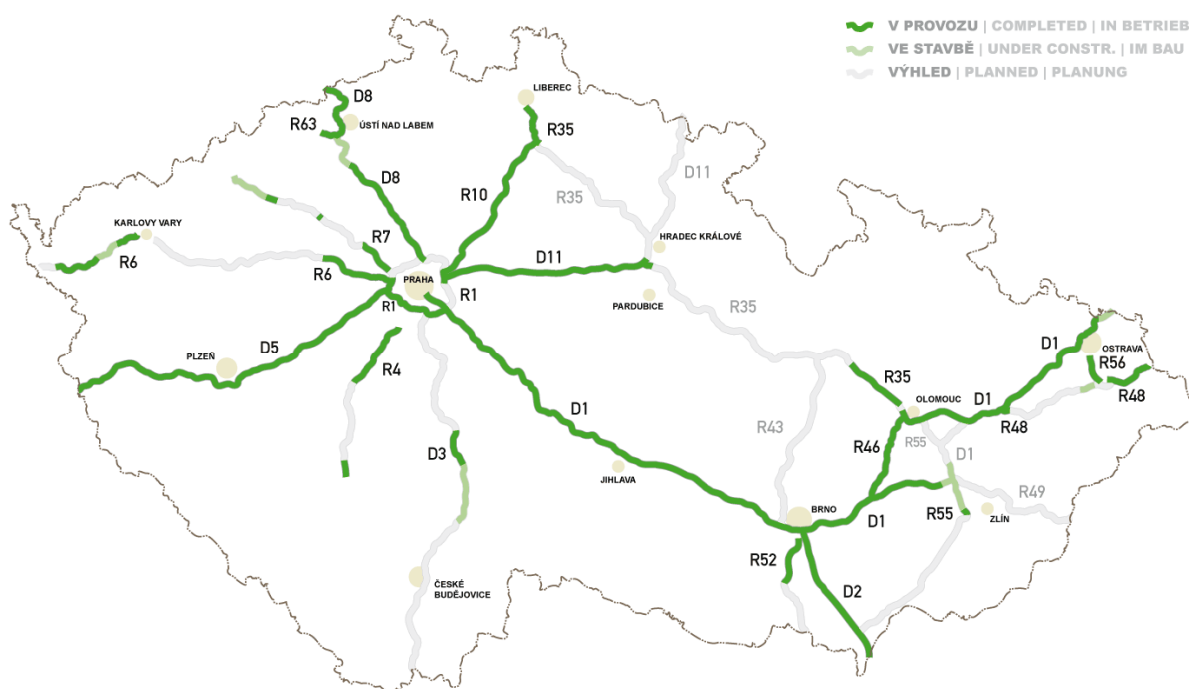 V PROVOZU | COMPLETED | IN BETRIEB
VE STAVBĚ | UNDER CONSTR. | IM BAU
VÝHLED | PLANNED | PLANUNG
D8
LIBEREC
R63
ÚSTÍ NAD LABEM
R35
D8
D11
R10
R35
KARLOVY VARY
R7
HRADEC KRÁLOVÉ
R6
R6
D11
PRAHA
R1
R1
PARDUBICE
R35
D5
PLZEŇ
R4
D1
OSTRAVA
R56
R35
R48
D1
D1
OLOMOUC
R48
R43
R55
D3
R46
D1
JIHLAVA
R49
BRNO
D1
R55
ZLÍN
R52
ČESKÉ
BUDĚJOVICE
D2